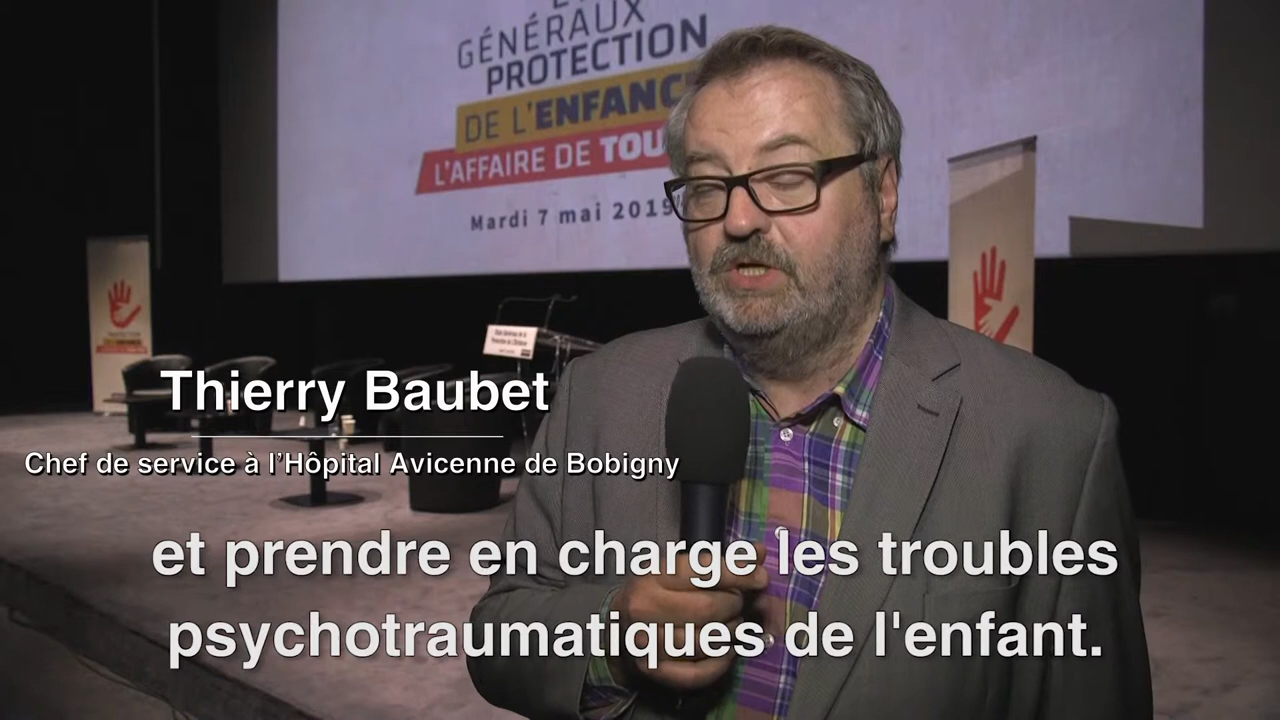 GÉNÉRAUX
PROTECTION
DE L'ENFANC
L'AFFAIRE DE TOU
Mardi 7 mai 2019
Thierry Baubet
Chef de service à l'Hôpital Avicenne de Bobigny
et prendre en charge les troubles
psychotraumatiques de l'enfant.